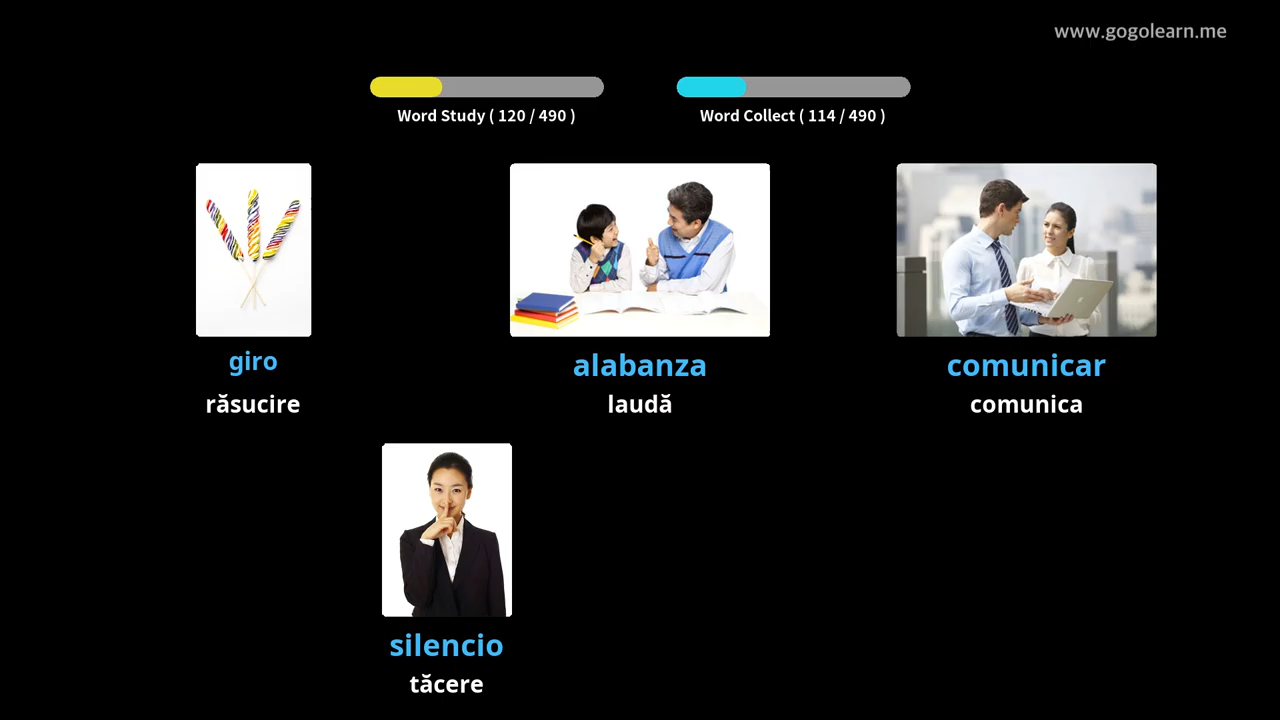 www.gogolearn.me
Word Study ( 120 / 490 )
Word Collect ( 114 / 490 )
giro
răsucire
alabanza
laudă
comunicar
comunica
silencio
tăcere